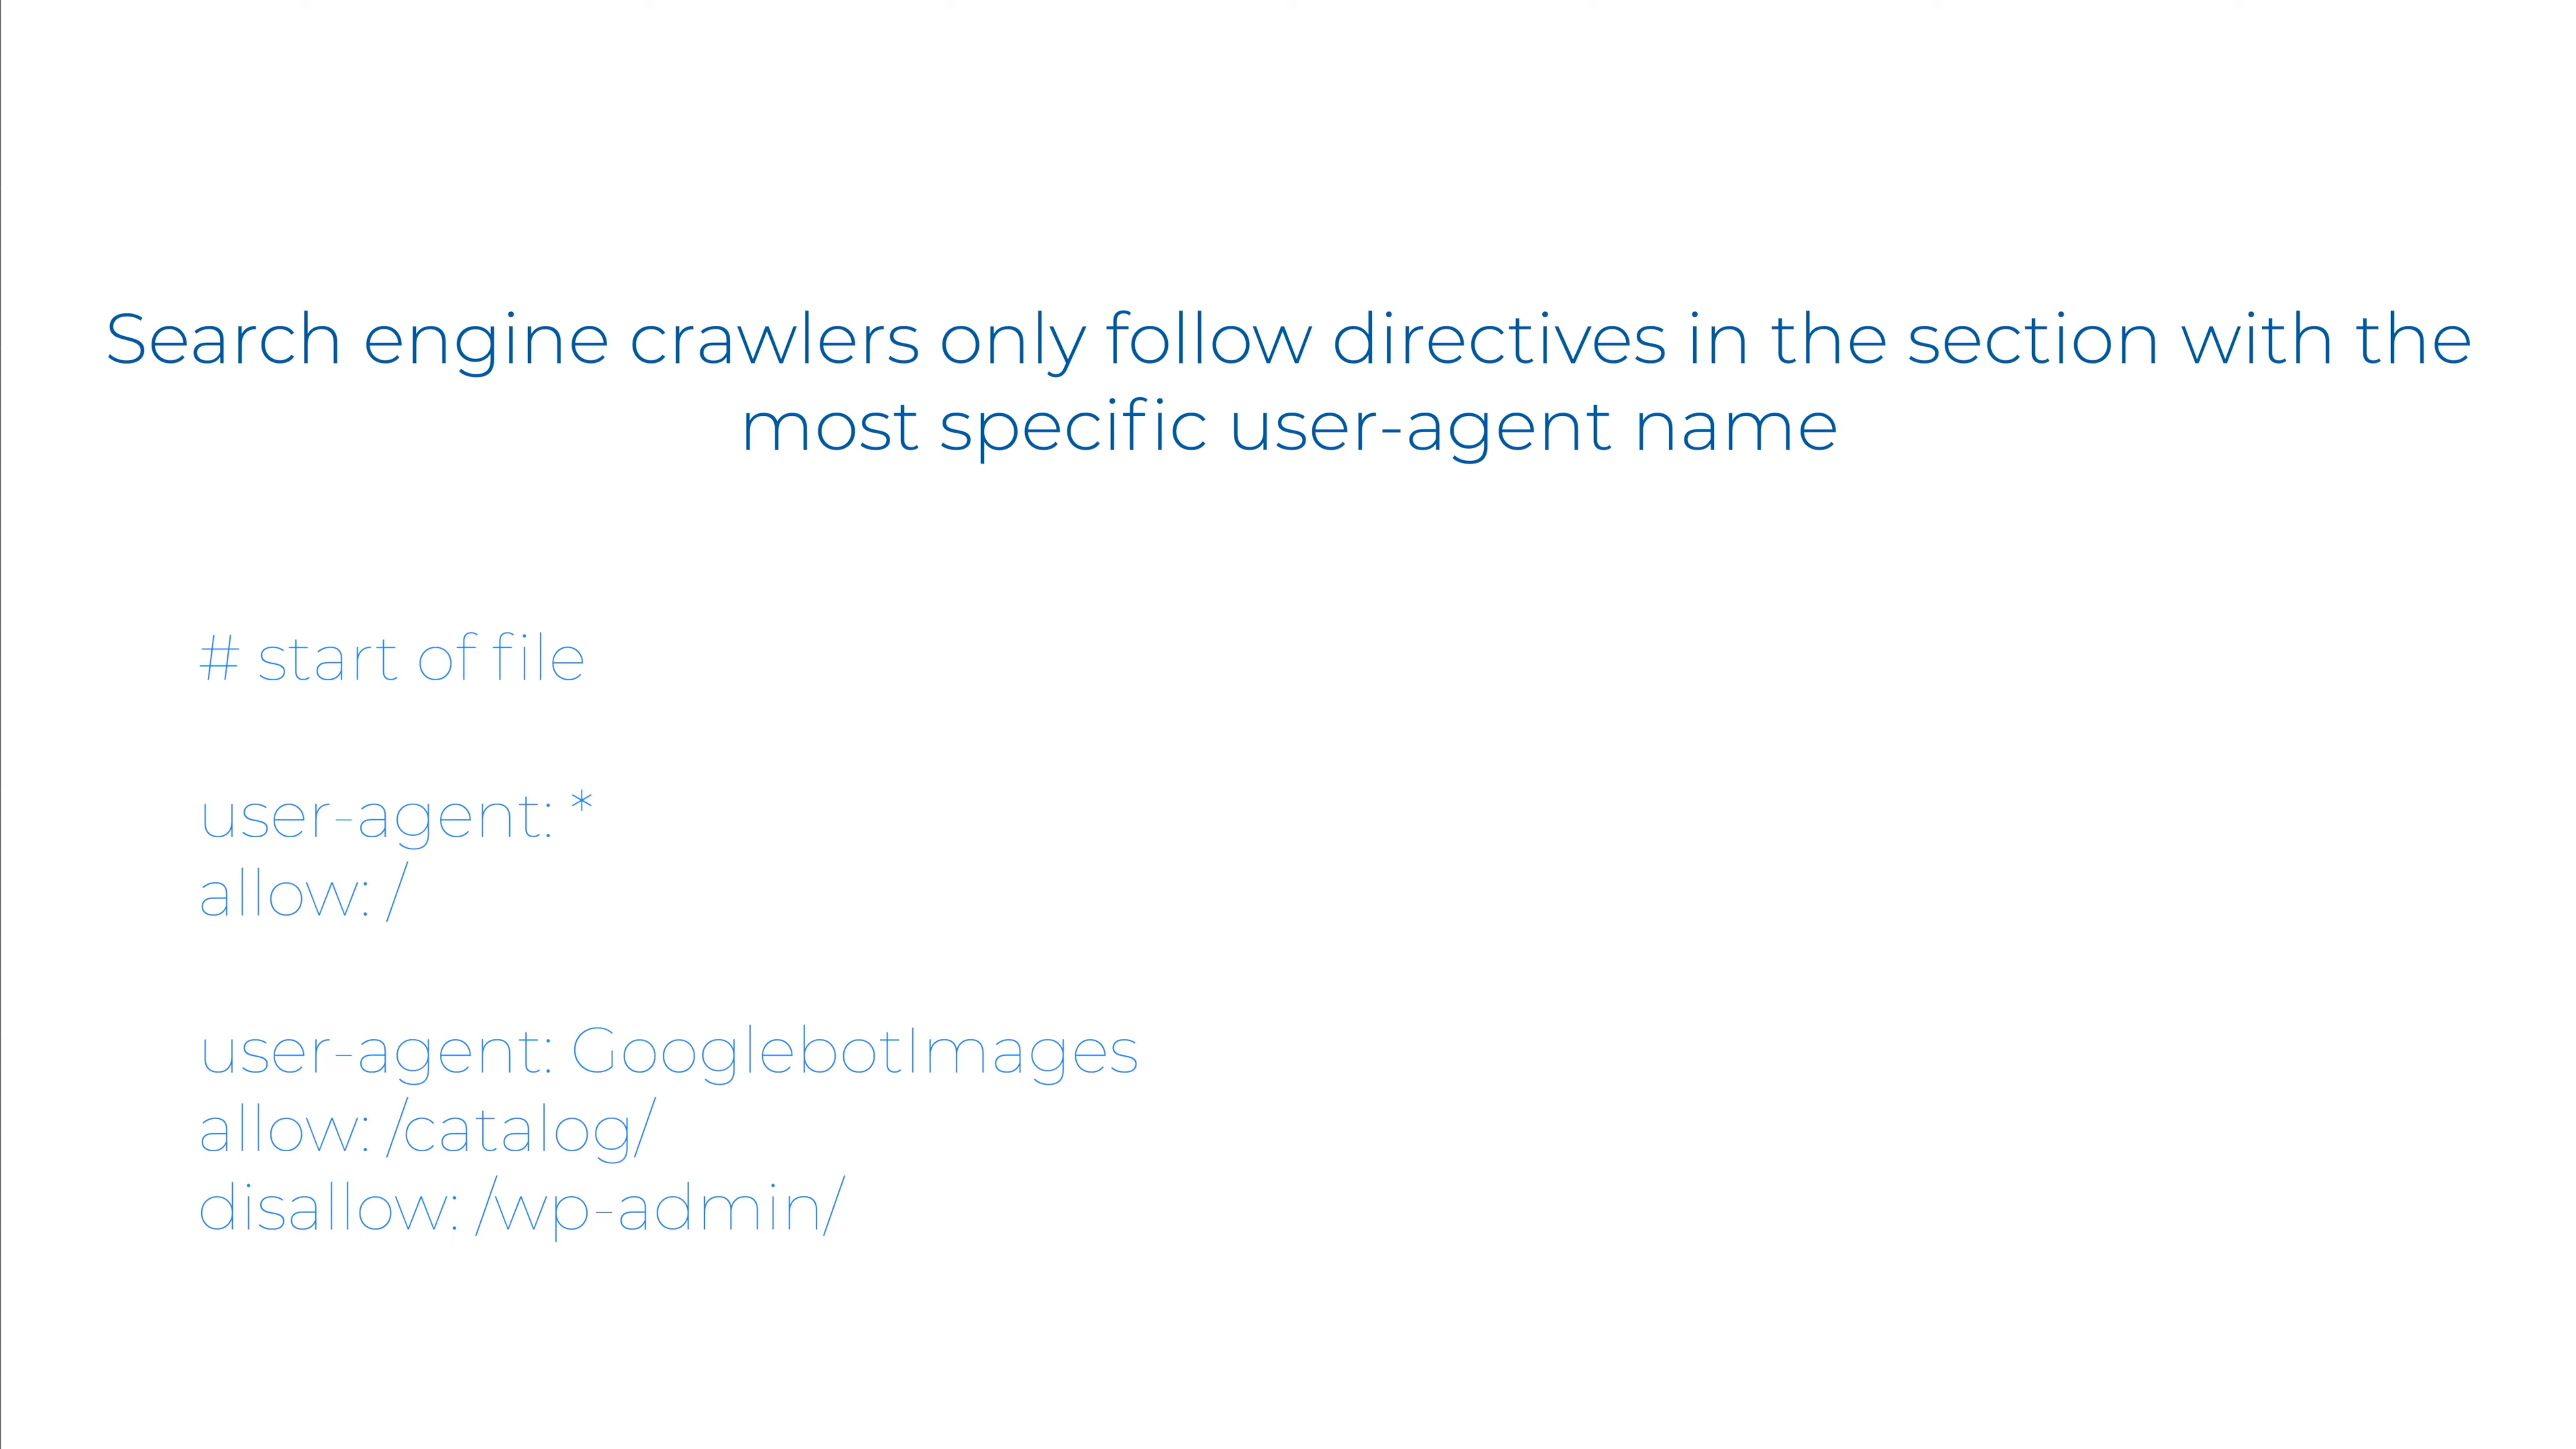 Search engine crawlers only follow directives in the section with the
most specific user-agent name
# start of file
user-agent: *
allow: /
user-agent: GooglebotImages
allow: /catalog/
disallow: /wp-admin/